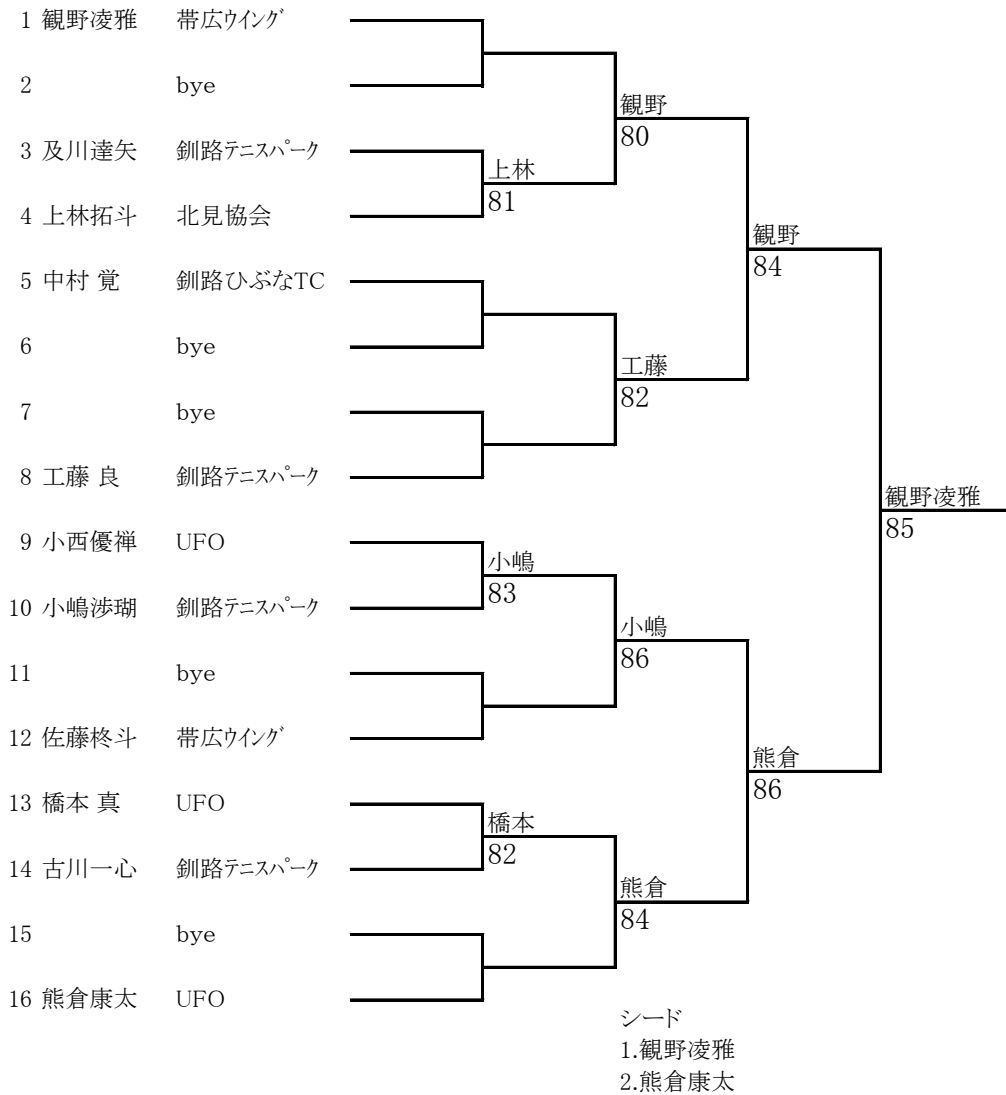 1 観野凌雅 帯広ウイング
2 bye
3 及川達矢 釧路テニスパーク
4 上林拓斗 北見協会
5 中村 覚 釧路ひぶなTC
6 bye
7 bye
8 工藤 良 釧路テニスパーク
9 小西優禅 UFO
10 小嶋渉瑚 釧路テニスパーク
11 bye
12 佐藤柊斗 帯広ウイング
13 橋本 真 UFO
14 古川一心 釧路テニスパーク
15 bye
16 熊倉康太 UFO
上林
81
小嶋
83
橋本
82
観野
80
工藤
82
小嶋
86
熊倉
84
観野
84
熊倉
86
観野凌雅
85
シード
1.観野凌雅
2.熊倉康太